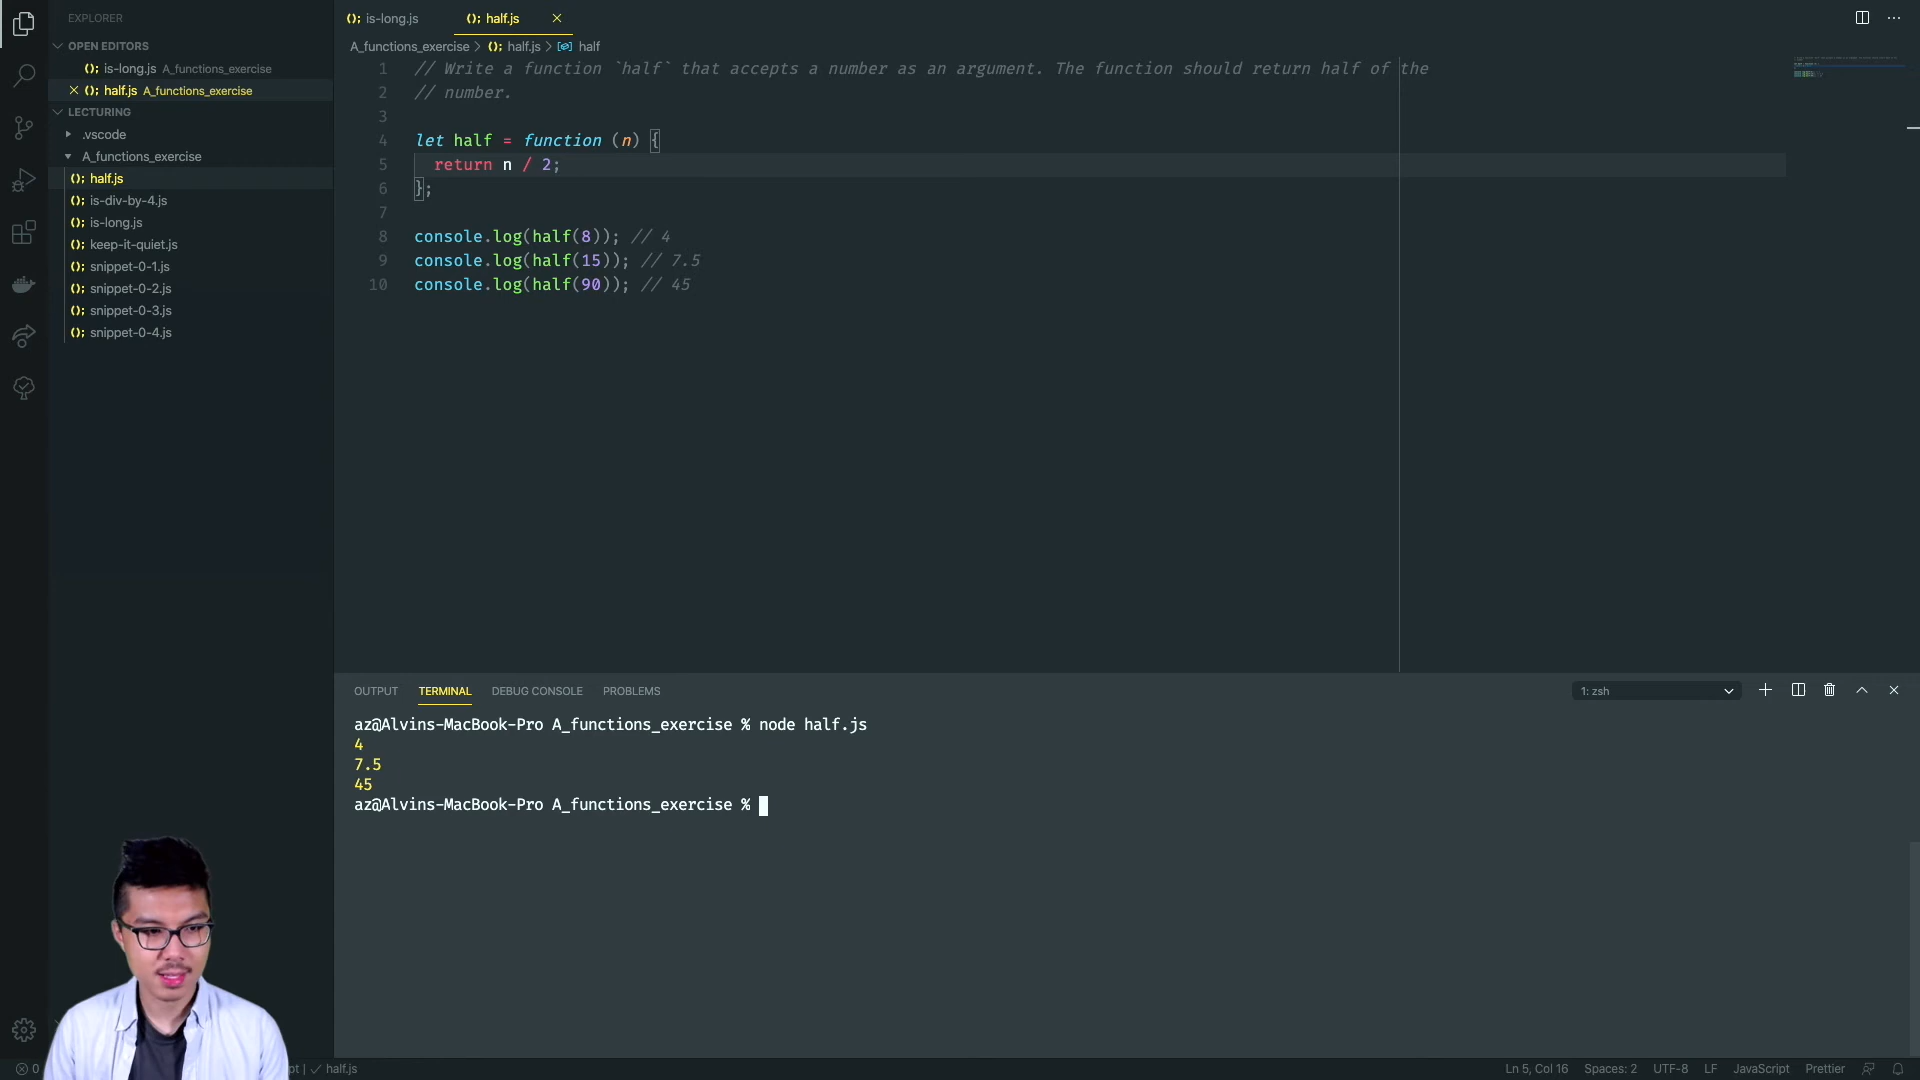 EXPLORER
OPEN EDITORS
(); is-long.js A_functions_exercise
(); half.js A_functions_exercise
LECTURING
.vscode
A_functions_exercise
(); half.js
(); is-div-by-4.js
(); is-long.js
(); keep-it-quiet.js
(); snippet-0-1.js
(); snippet-0-2.js
(); snippet-0-3.js
(); snippet-0-4.js
(); is-long.js (); half.js
A_functions_exercise > (); half.js > half
1 // Write a function `half` that accepts a number as an argument. The function should return half of the
2 // number.
3
4 let half = function (n) {
5 return n / 2;
6 };
7
8 console.log(half(8)); // 4
9 console.log(half(15)); // 7.5
10 console.log(half(90)); // 45
OUTPUT TERMINAL DEBUG CONSOLE PROBLEMS 1: zsh
az@Alvins-MacBook-Pro A_functions_exercise % node half.js
4
7.5
45
az@Alvins-MacBook-Pro A_functions_exercise %
0 pt | half.js Ln 5, Col 16 Spaces: 2 UTF-8 LF JavaScript Prettier